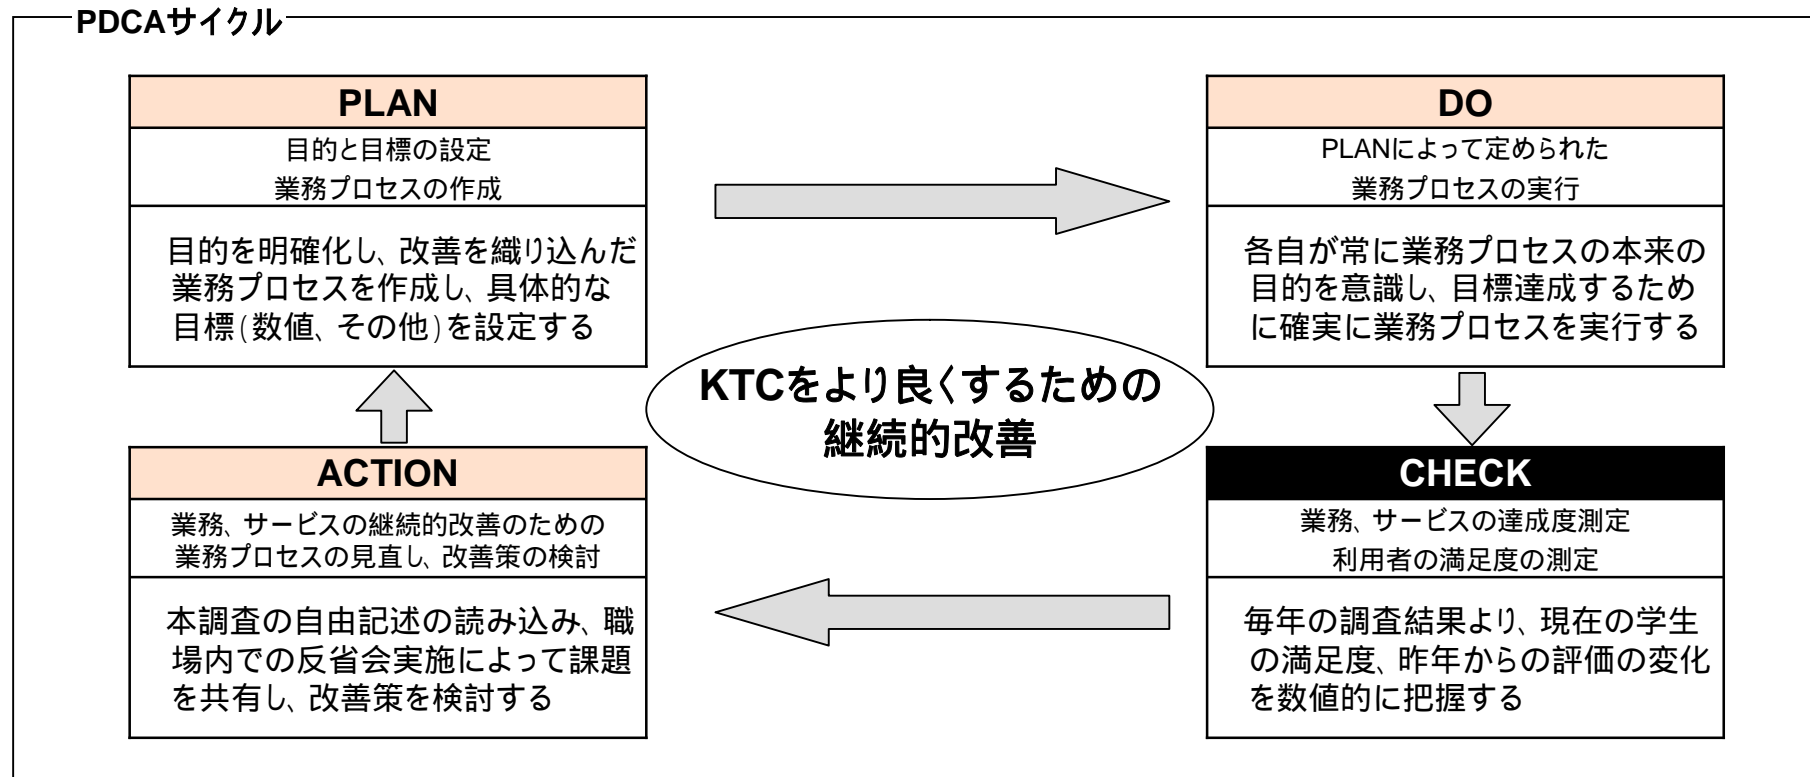 PDCAサイクル
PLAN
目的と目標の設定
業務プロセスの作成
目的を明確化し、改善を織り込んだ
業務プロセスを作成し、具体的な
目標(数値、その他)を設定する
DO
PLANによって定められた
業務プロセスの実行
各自が常に業務プロセスの本来の
目的を意識し、目標達成するため
に確実に業務プロセスを実行する
KTCをより良くするための
継続的改善
ACTION
業務、サービスの継続的改善のための
業務プロセスの見直し、改善策の検討
本調査の自由記述の読み込み、職
場内での反省会実施によって課題
を共有し、改善策を検討する
CHECK
業務、サービスの達成度測定
利用者の満足度の測定
毎年の調査結果より、現在の学生
の満足度、昨年からの評価の変化
を数値的に把握する